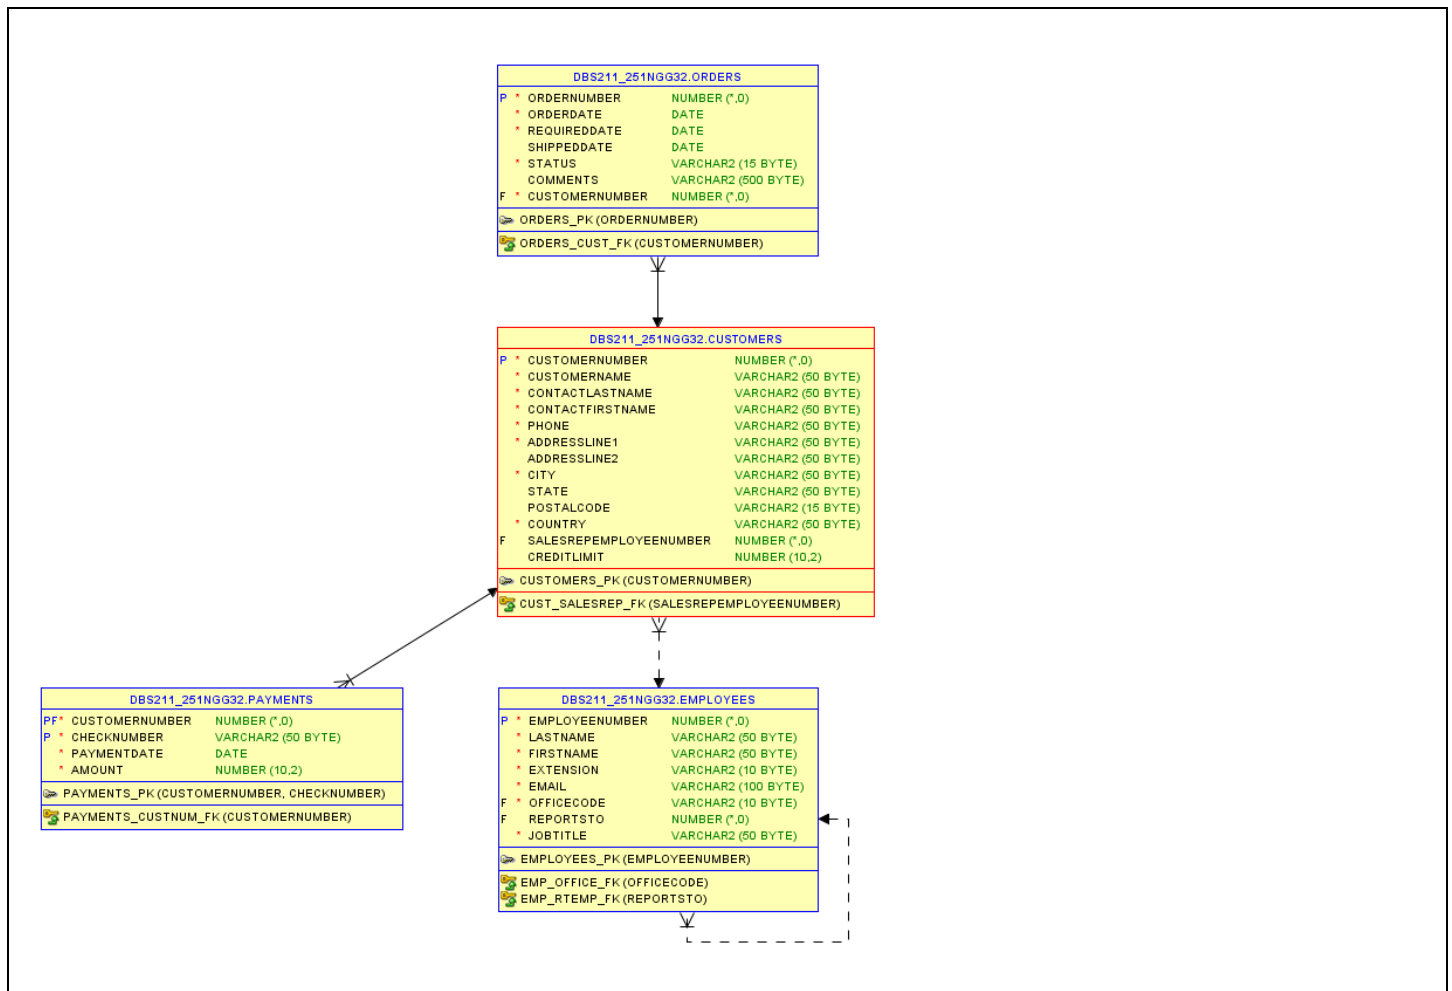 DBS211_251NGG32.ORDERS
P * ORDERNUMBER NUMBER (*,0)
* ORDERDATE DATE
* REQUIREDDATE DATE
SHIPPEDDATE DATE
* STATUS VARCHAR2 (15 BYTE)
COMMENTS VARCHAR2 (500 BYTE)
F * CUSTOMERNUMBER NUMBER (*,0)
ORDERS_PK (ORDERNUMBER)
ORDERS_CUST_FK (CUSTOMERNUMBER)
DBS211_251NGG32.CUSTOMERS
P * CUSTOMERNUMBER NUMBER (*,0)
* CUSTOMERNAME VARCHAR2 (50 BYTE)
* CONTACTLASTNAME VARCHAR2 (50 BYTE)
* CONTACTFIRSTNAME VARCHAR2 (50 BYTE)
* PHONE VARCHAR2 (50 BYTE)
* ADDRESSLINE1 VARCHAR2 (50 BYTE)
ADDRESSLINE2 VARCHAR2 (50 BYTE)
* CITY VARCHAR2 (50 BYTE)
STATE VARCHAR2 (50 BYTE)
POSTALCODE VARCHAR2 (15 BYTE)
* COUNTRY VARCHAR2 (50 BYTE)
F SALESREPEMPLOYEENUMBER NUMBER (*,0)
CREDITLIMIT NUMBER (10,2)
CUSTOMERS_PK (CUSTOMERNUMBER)
CUST_SALESREP_FK (SALESREPEMPLOYEENUMBER)
DBS211_251NGG32.PAYMENTS
PF* CUSTOMERNUMBER NUMBER (*,0)
P * CHECKNUMBER VARCHAR2 (50 BYTE)
* PAYMENTDATE DATE
* AMOUNT NUMBER (10,2)
PAYMENTS_PK (CUSTOMERNUMBER, CHECKNUMBER)
PAYMENTS_CUSTNUM_FK (CUSTOMERNUMBER)
DBS211_251NGG32.EMPLOYEES
P * EMPLOYEENUMBER NUMBER (*,0)
* LASTNAME VARCHAR2 (50 BYTE)
* FIRSTNAME VARCHAR2 (50 BYTE)
* EXTENSION VARCHAR2 (10 BYTE)
* EMAIL VARCHAR2 (100 BYTE)
F * OFFICECODE VARCHAR2 (10 BYTE)
F REPORTSTO NUMBER (*,0)
* JOBTITLE VARCHAR2 (50 BYTE)
EMPLOYEES_PK (EMPLOYEENUMBER)
EMP_OFFICE_FK (OFFICECODE)
EMP_RTEMP_FK (REPORTSTO)